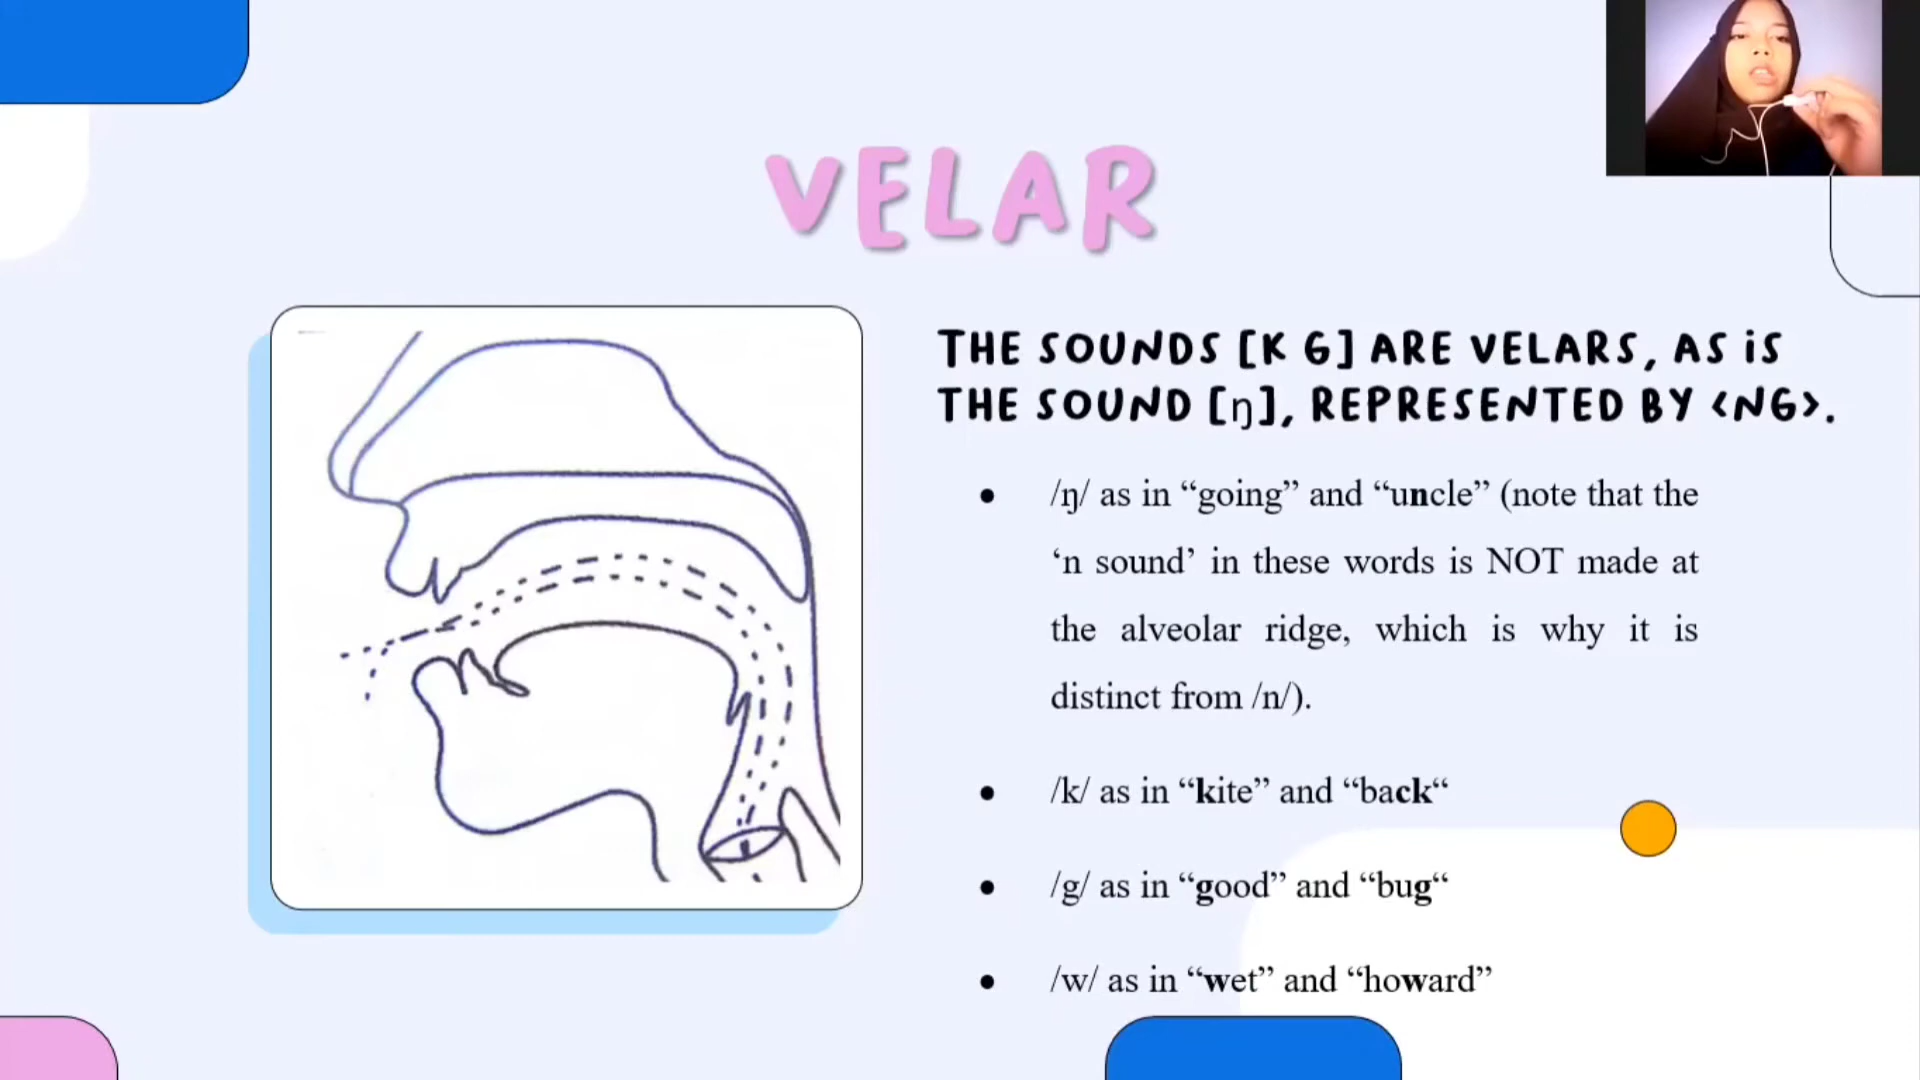 VELAR
THE SOUNDS [K G] ARE VELARS, AS iS
THE SOUND [ŋ], REPRESENTED BY <NG>.
● /ŋ/ as in “going” and “uncle” (note that the
‘n sound’ in these words is NOT made at
the alveolar ridge, which is why it is
distinct from /n/).
● /k/ as in “kite” and “back“
● /g/ as in “good” and “bug“
● /w/ as in “wet” and “howard”